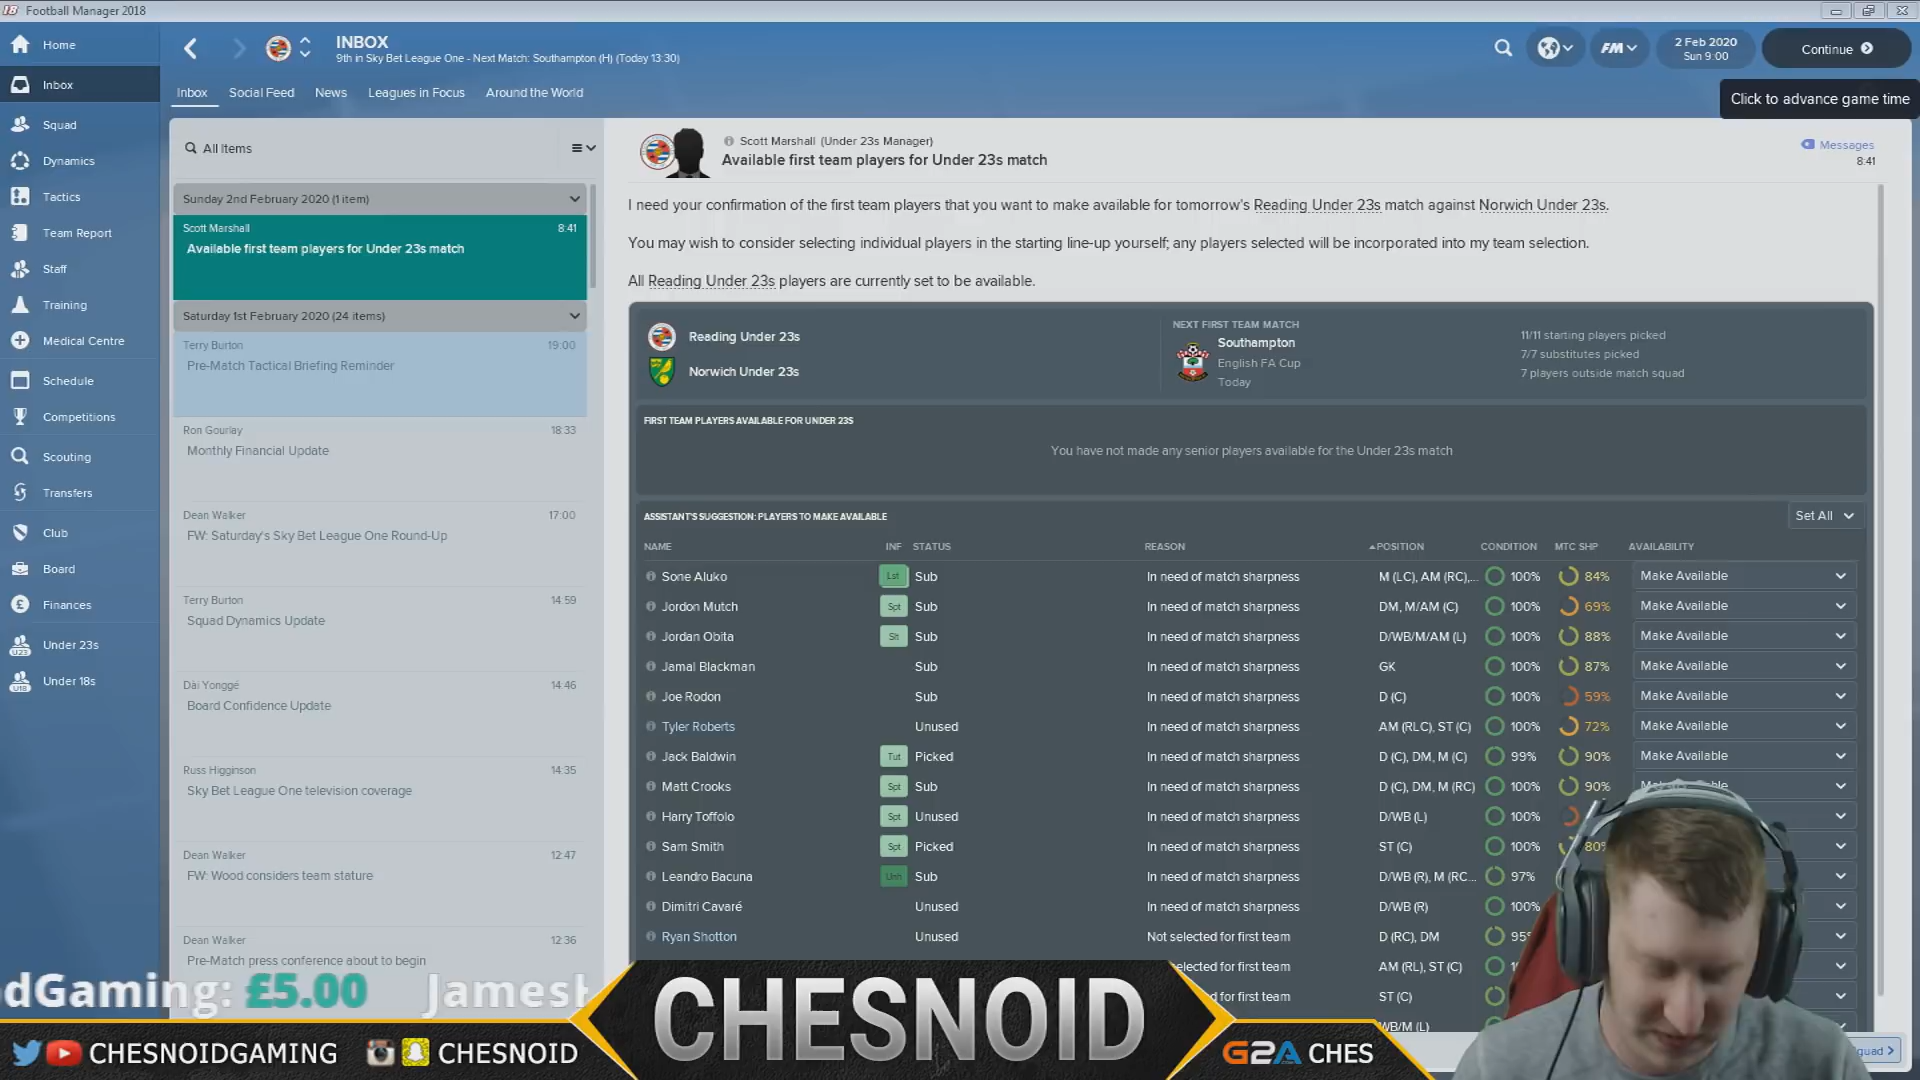 Football Manager 2018
Home
Inbox
Squad
Dynamics
Tactics
Team Report
Staff
Training
Medical Centre
Schedule
Competitions
Scouting
Transfers
Club
Board
Finances
Under 23s
Under 18s
INBOX
9th in Sky Bet League One - Next Match: Southampton (H) (Today 13:30)
FM
2 Feb 2020
Sun 9:00
Continue
Click to advance game time
Inbox Social Feed News Leagues in Focus Around the World
All Items
Sunday 2nd February 2020 (1 item)
Scott Marshall 8:41
Available first team players for Under 23s match
Saturday 1st February 2020 (24 items)
Terry Burton 19:00
Pre-Match Tactical Briefing Reminder
Ron Gourlay 18:33
Monthly Financial Update
Dean Walker 17:00
FW: Saturday's Sky Bet League One Round-Up
Terry Burton 14:59
Squad Dynamics Update
Dai Yonggé 14:46
Board Confidence Update
Russ Higginson 14:35
Sky Bet League One television coverage
Dean Walker 12:47
FW: Wood considers team stature
Dean Walker 12:36
Pre-Match press conference about to begin
Scott Marshall (Under 23s Manager)
Available first team players for Under 23s match
Messages
8:41
I need your confirmation of the first team players that you want to make available for tomorrow's Reading Under 23s match against Norwich Under 23s.
You may wish to consider selecting individual players in the starting line-up yourself; any players selected will be incorporated into my team selection.
All Reading Under 23s players are currently set to be available.
Reading Under 23s
Norwich Under 23s
NEXT FIRST TEAM MATCH
Southampton
English FA Cup
Today
11/11 starting players picked
7/7 substitutes picked
7 players outside match squad
FIRST TEAM PLAYERS AVAILABLE FOR UNDER 23S
You have not made any senior players available for the Under 23s match
ASSISTANT'S SUGGESTION: PLAYERS TO MAKE AVAILABLE
Set All
NAME INF STATUS REASON POSITION CONDITION MTC SHP AVAILABILITY
Sone Aluko Lst Sub In need of match sharpness M (LC), AM (RC),... 100% 84% Make Available
Jordon Mutch Spt Sub In need of match sharpness DM, M/AM (C) 100% 69% Make Available
Jordan Obita Slt Sub In need of match sharpness D/WB/M/AM (L) 100% 88% Make Available
Jamal Blackman Sub In need of match sharpness GK 100% 87% Make Available
Joe Rodon Sub In need of match sharpness D (C) 100% 59% Make Available
Tyler Roberts Unused In need of match sharpness AM (RLC), ST (C) 100% 72% Make Available
Jack Baldwin Tut Picked In need of match sharpness D (C), DM, M (C) 99% 90% Make Available
Matt Crooks Spt Sub In need of match sharpness D (C), DM, M (RC) 100% 90%
Harry Toffolo Spt Unused In need of match sharpness D/WB (L) 100%
Sam Smith Spt Picked In need of match sharpness ST (C) 100% 80%
Leandro Bacuna Unh Sub In need of match sharpness D/WB (R), M (RC... 97%
Dimitri Cavaré Unused In need of match sharpness D/WB (R) 100%
Ryan Shotton Unused Not selected for first team D (RC), DM 95
elected for first team AM (RL), ST (C)
d for first team ST (C)
WB/M (L)
quad
dGaming: £5.00 James
CHESNOIDGAMING CHESNOID
CHESNOID
G2A CHES